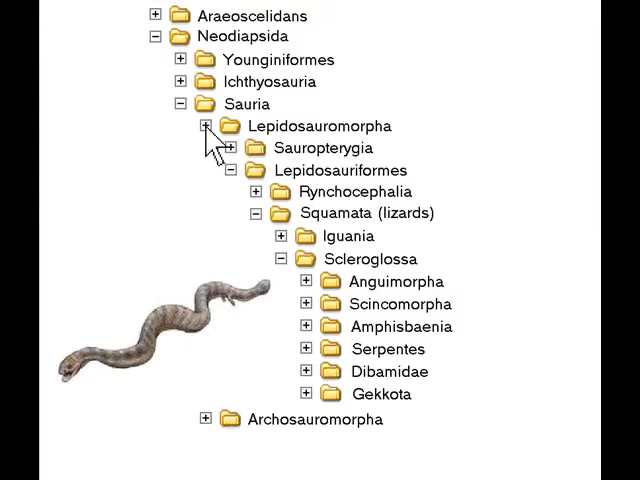 Araeoscelidans
Neodiapsida
Younginiformes
Ichthyosauria
Sauria
Lepidosauromorpha
Sauropterygia
Lepidosauriformes
Rynchocephalia
Squamata (lizards)
Iguania
Scleroglossa
Anguimorpha
Scincomorpha
Amphisbaenia
Serpentes
Dibamidae
Gekkota
Archosauromorpha